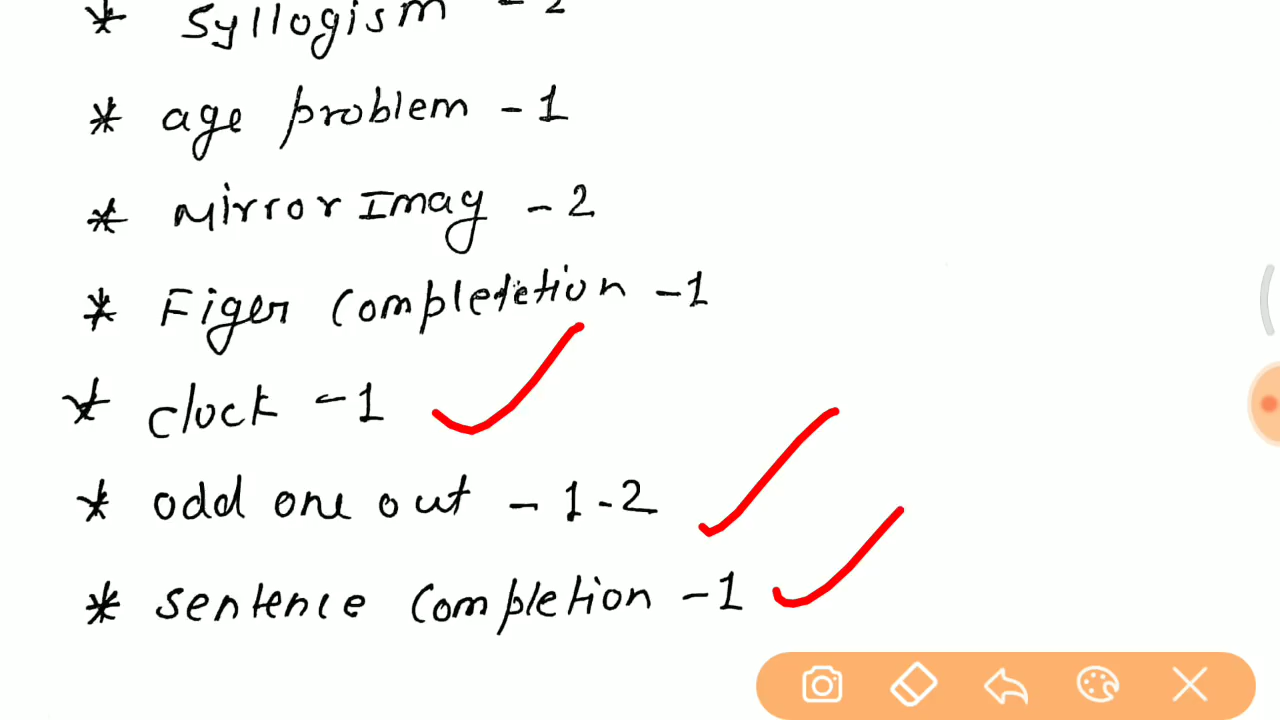 * Syllogism - 2
* age problem - 1
* mirror Imag - 2
* Figer Completetion - 1
* clock - 1
* odd one out - 1-2
* sentence Completion - 1